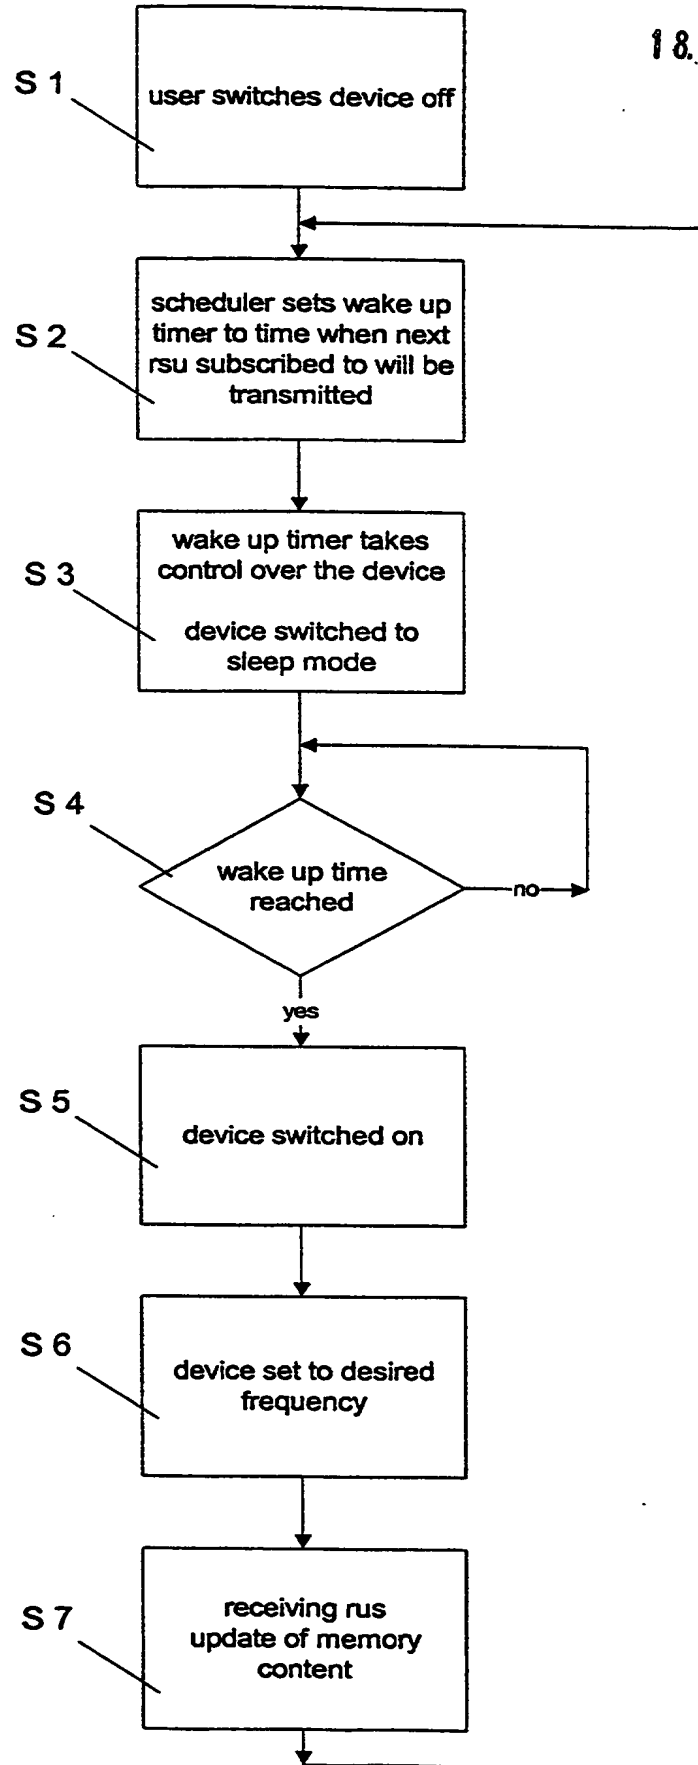 18.
S 1
user switches device off
S 2
scheduler sets wake up
timer to time when next
rsu subscribed to will be
transmitted
S 3
wake up timer takes
control over the device
device switched to
sleep mode
S 4
wake up time
reached
no
yes
S 5
device switched on
S 6
device set to desired
frequency
S 7
receiving rus
update of memory
content